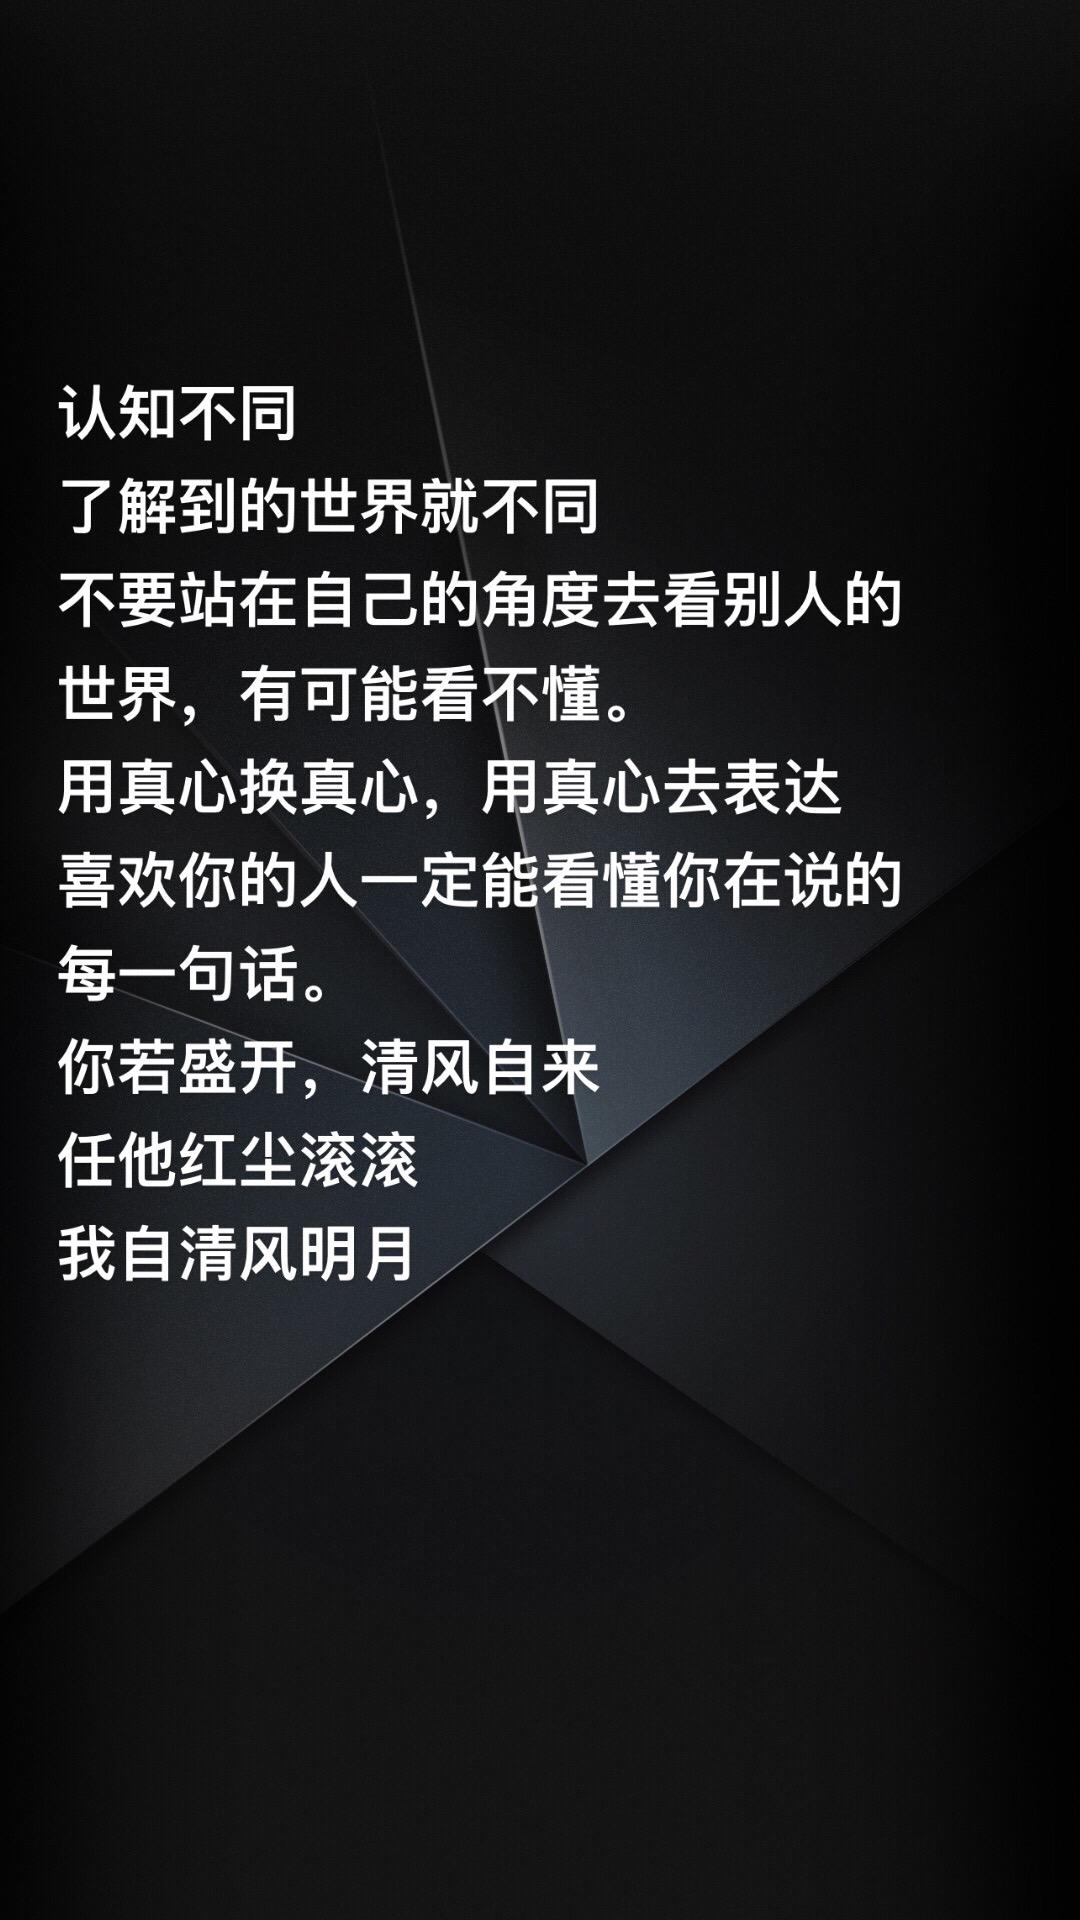 认知不同
了解到的世界就不同
不要站在自己的角度去看别人的
世界，有可能看不懂。
用真心换真心，用真心去表达
喜欢你的人一定能看懂你在说的
每一句话。
你若盛开，清风自来
任他红尘滚滚
我自清风明月